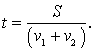 t = S / (v₁ + v₂).